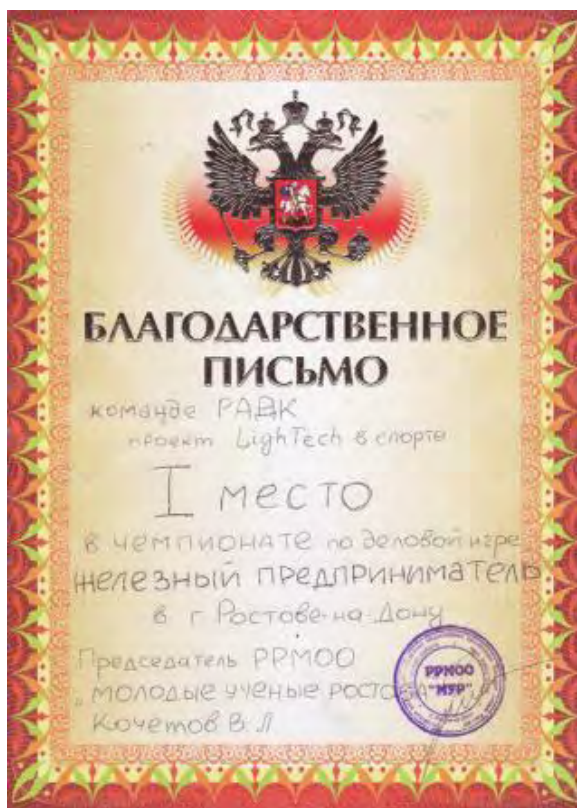 БЛАГОДАРСТВЕННОЕ
ПИСЬМО
команде РАДК
проект LighTech в спорте
I место
в чемпионате по деловой игре
железный предприниматель
в г Ростове-на-Дону
Председатель РРМОО
"молодые ученые Ростова"
Кочетов В. Л
РРМОО
"МУР"